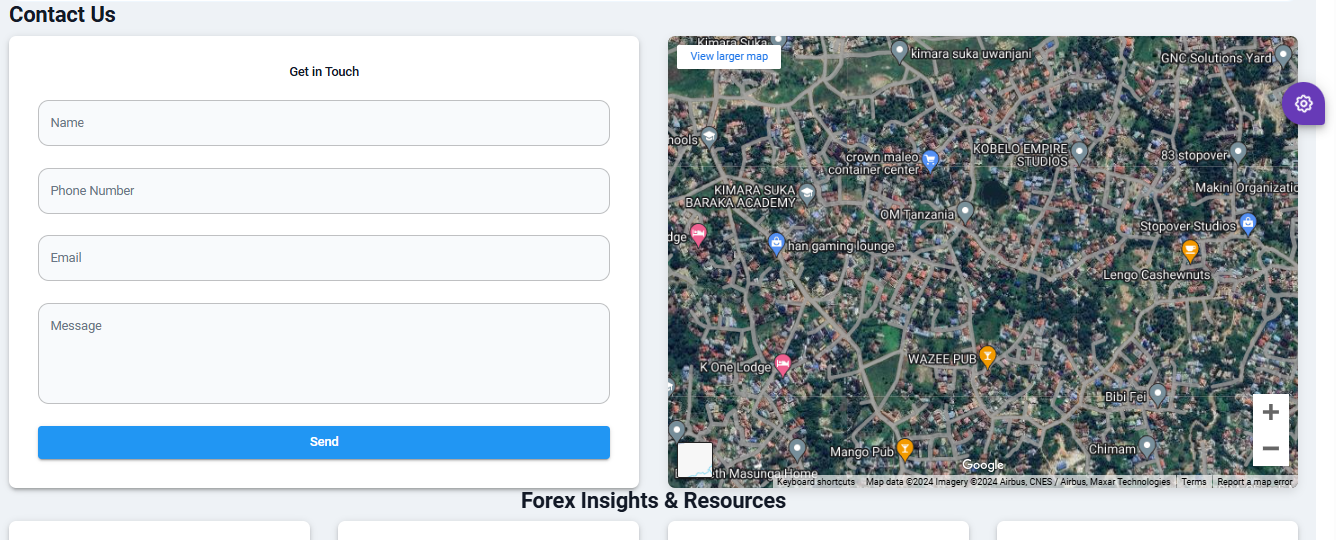 Contact Us
Get in Touch
Name
Phone Number
Email
Message
Send
Kimara Suka
View larger map
kimara suka uwanjani
GNC Solutions Yard
crown maleo
container center
KOBELO EMPIRE
STUDIOS
83 stopover
KIMARA SUKA
BARAKA ACADEMY
Makini Organizatio
OM Tanzania
Stopover Studios
han gaming lounge
Lengo Cashewnuts
WAZEE PUB
K One Lodge
Bibi Fei
Mango Pub
Chimam
th Masunga Home
Google
Keyboard shortcuts
Map data ©2024 Imagery ©2024 Airbus, CNES / Airbus, Maxar Technologies
Terms
Report a map error
Forex Insights & Resources